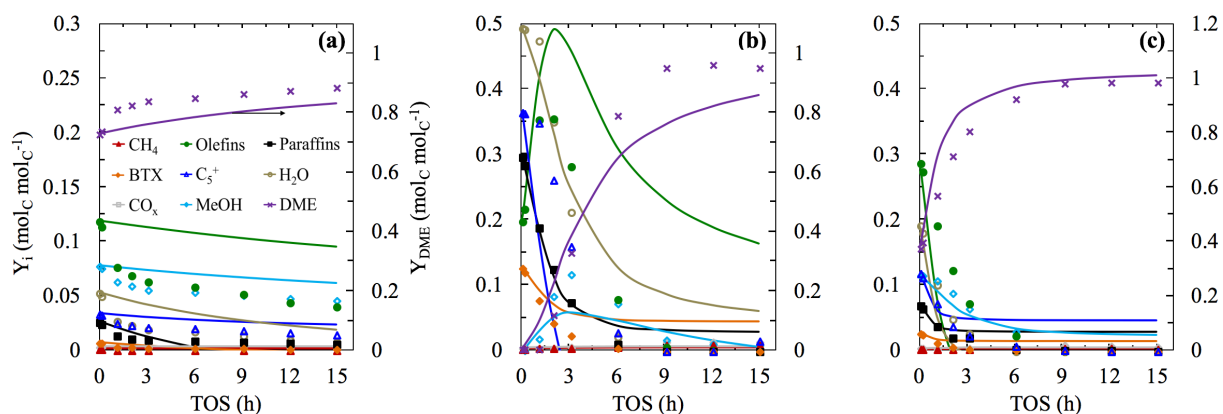 (a)
0.3
0.25
0.2
0.15
0.1
0.05
0
Y_i (mol_C mol_C^-1)
CH_4 Olefins Paraffins
BTX C_5^+ H_2O
CO_x MeOH DME
1
0.8
0.6
0.4
0.2
0
Y_DME (mol_C mol_C^-1)
0 3 6 9 12 15
TOS (h)
(b)
0.5
0.4
0.3
0.2
0.1
0
1
0.8
0.6
0.4
0.2
0
0 3 6 9 12 15
TOS (h)
(c)
0.5
0.4
0.3
0.2
0.1
0
1.2
1
0.8
0.6
0.4
0.2
0
0 3 6 9 12 15
TOS (h)